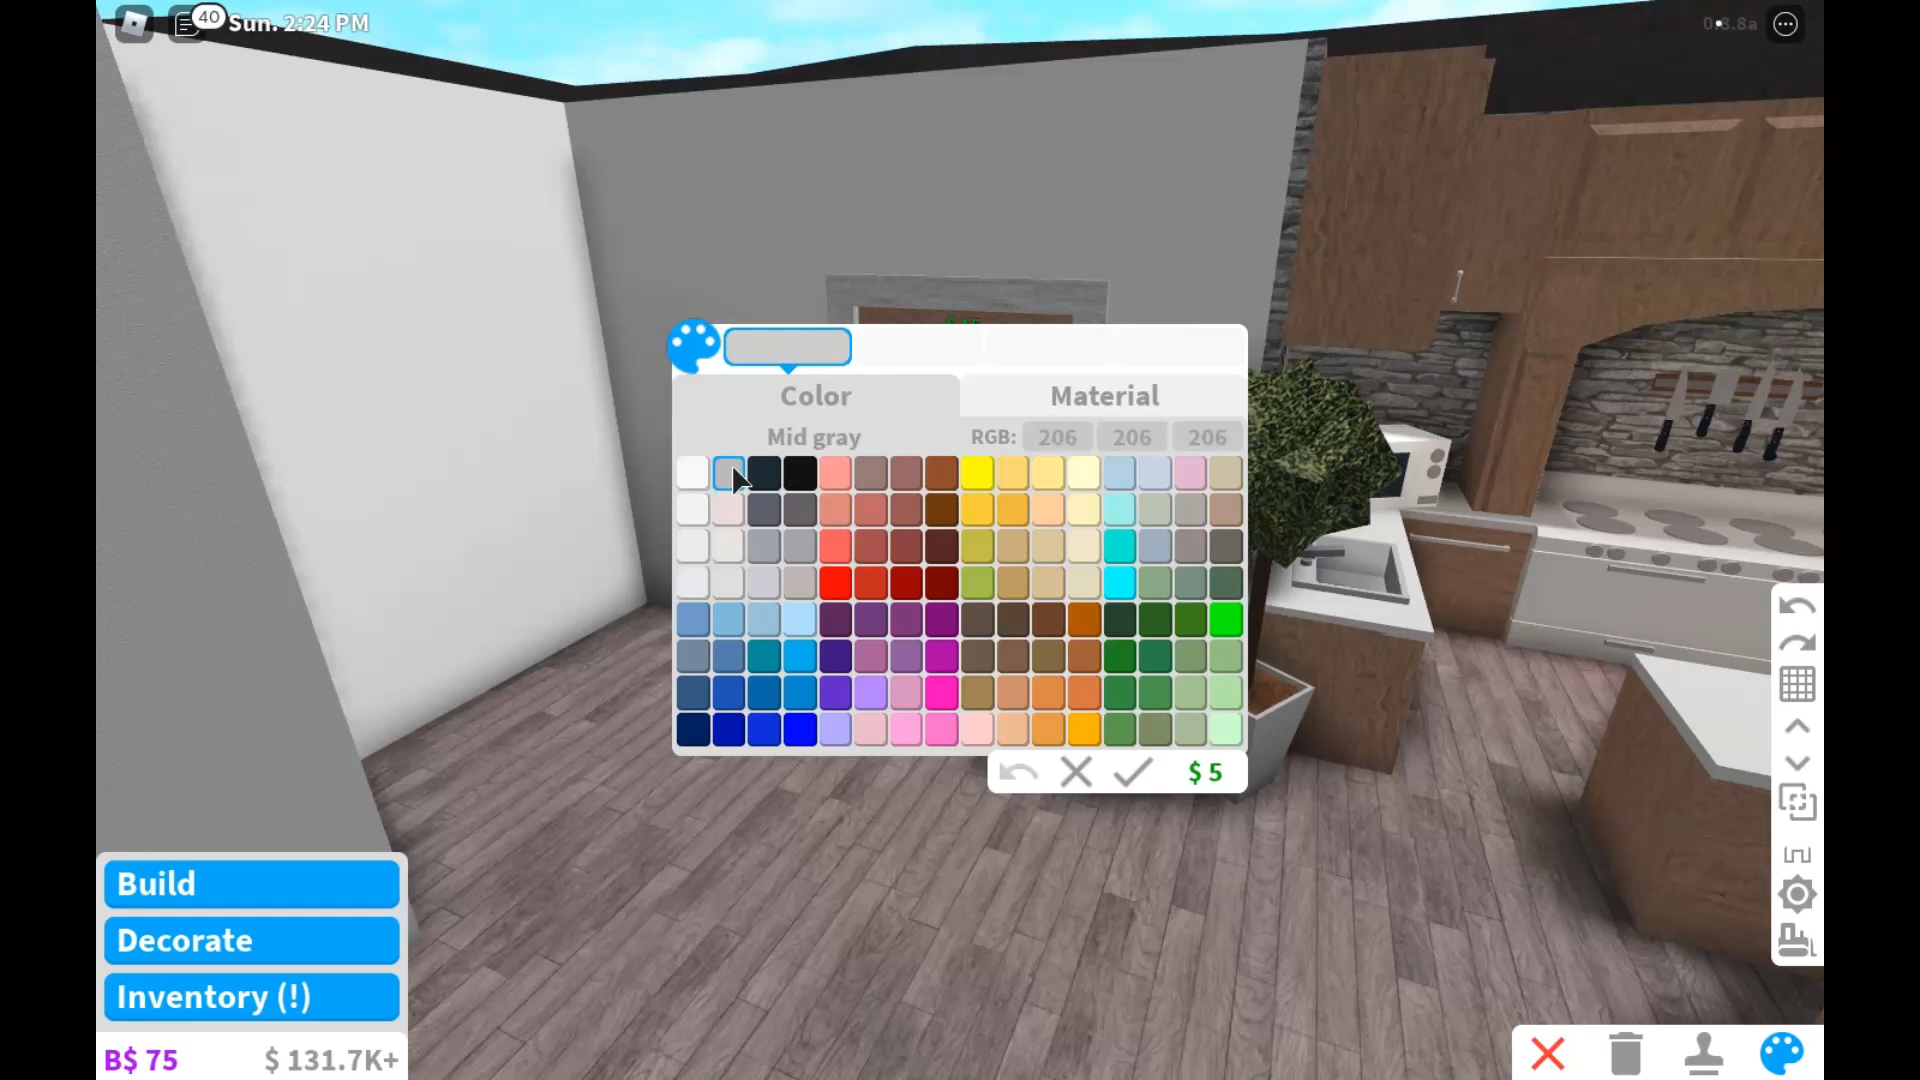 40
Sun. 2:24 PM
Color
Material
Mid gray
RGB: 206 206 206
$ 5
Build
Decorate
Inventory (!)
B$ 75
$ 131.7K+